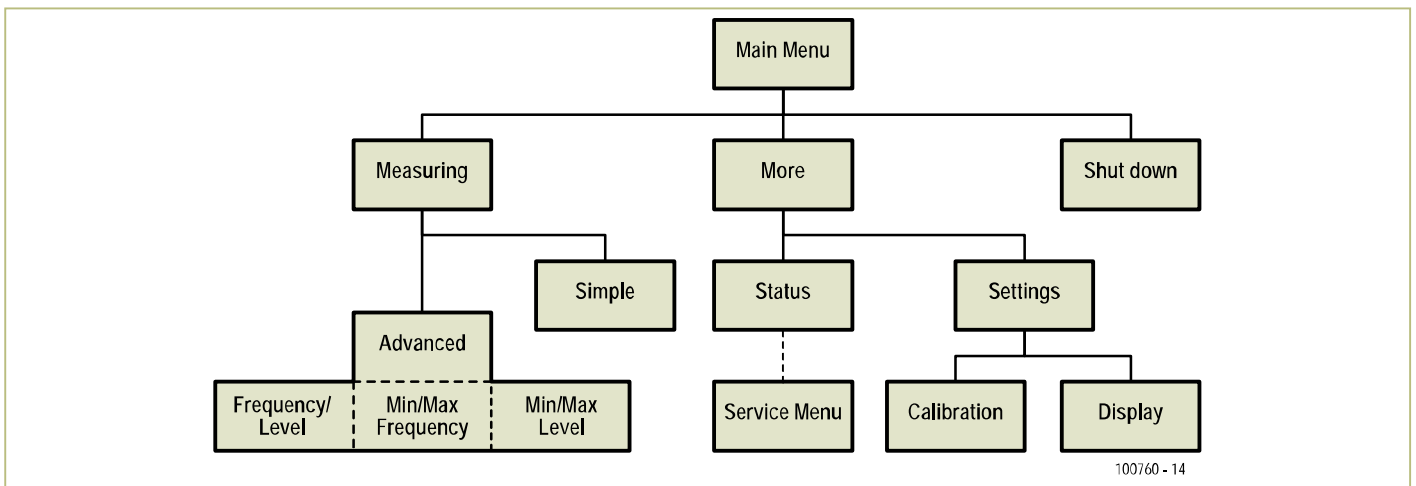 Main Menu
Measuring
More
Shut down
Simple
Status
Settings
Advanced
Frequency/
Level
Min/Max
Frequency
Min/Max
Level
Service Menu
Calibration
Display
100760 - 14